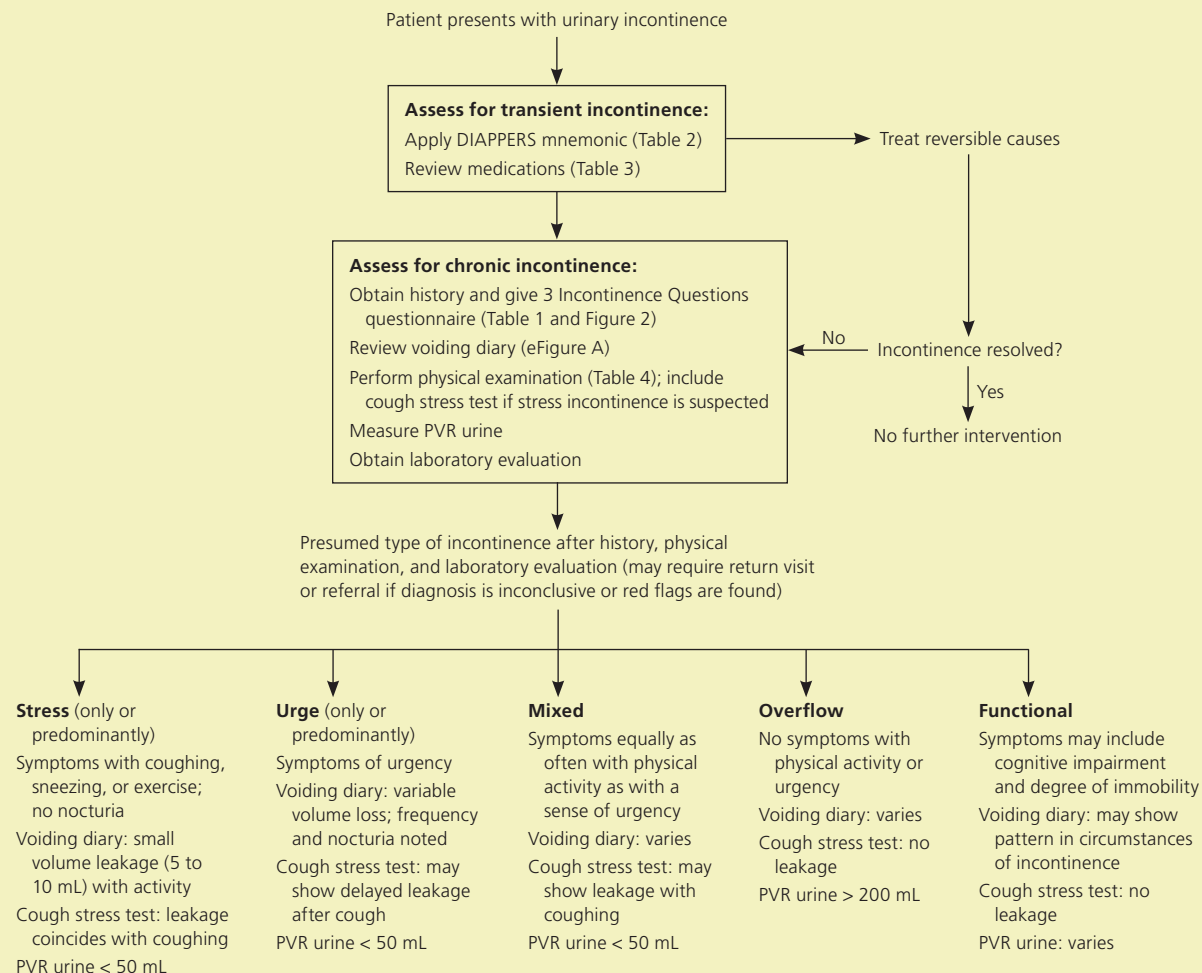 Patient presents with urinary incontinence
Assess for transient incontinence:
Apply DIAPPERS mnemonic (Table 2)
Review medications (Table 3)
Treat reversible causes
Assess for chronic incontinence:
Obtain history and give 3 Incontinence Questions
questionnaire (Table 1 and Figure 2)
Review voiding diary (eFigure A)
Perform physical examination (Table 4); include
cough stress test if stress incontinence is suspected
Measure PVR urine
Obtain laboratory evaluation
No
Incontinence resolved?
Yes
No further intervention
Presumed type of incontinence after history, physical
examination, and laboratory evaluation (may require return visit
or referral if diagnosis is inconclusive or red flags are found)
Stress (only or
predominantly)
Symptoms with coughing,
sneezing, or exercise;
no nocturia
Voiding diary: small
volume leakage (5 to
10 mL) with activity
Cough stress test: leakage
coincides with coughing
PVR urine < 50 mL
Urge (only or
predominantly)
Symptoms of urgency
Voiding diary: variable
volume loss; frequency
and nocturia noted
Cough stress test: may
show delayed leakage
after cough
PVR urine < 50 mL
Mixed
Symptoms equally as
often with physical
activity as with a
sense of urgency
Voiding diary: varies
Cough stress test: may
show leakage with
coughing
PVR urine < 50 mL
Overflow
No symptoms with
physical activity or
urgency
Voiding diary: varies
Cough stress test: no
leakage
PVR urine > 200 mL
Functional
Symptoms may include
cognitive impairment
and degree of immobility
Voiding diary: may show
pattern in circumstances
of incontinence
Cough stress test: no
leakage
PVR urine: varies